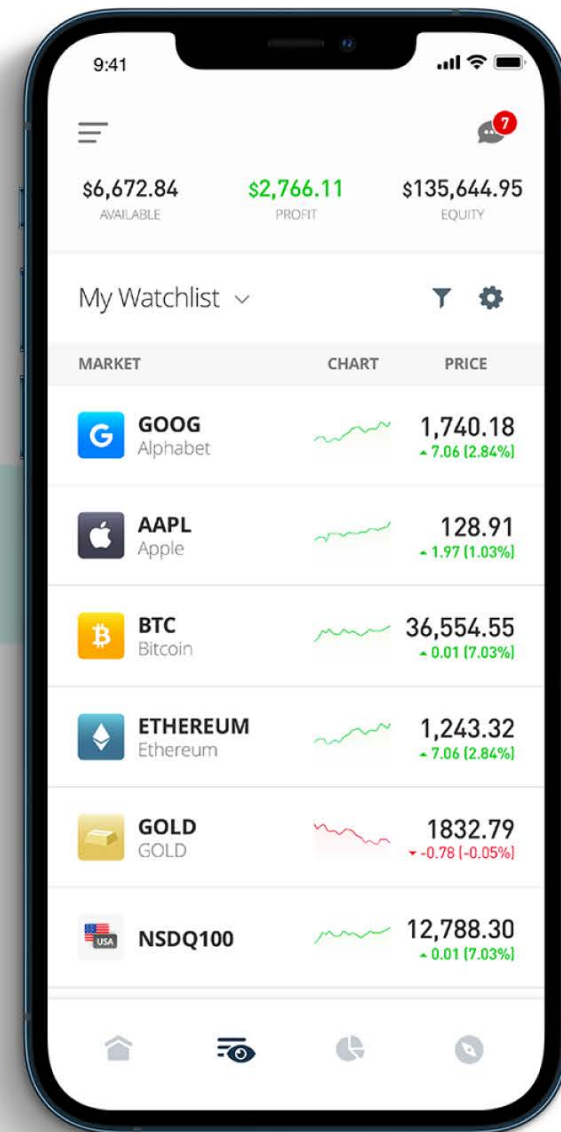 9:41
7
$6,672.84 $2,766.11 $135,644.95
AVAILABLE PROFIT EQUITY
My Watchlist
MARKET CHART PRICE
G GOOG 1,740.18
Alphabet 7.06 (2.84%)
AAPL 128.91
Apple 1.97 (1.03%)
BTC 36,554.55
Bitcoin 0.01 (7.03%)
ETHEREUM 1,243.32
Ethereum 7.06 (2.84%)
GOLD 1832.79
GOLD -0.78 (-0.05%)
USA NSDQ100 12,788.30
0.01 (7.03%)